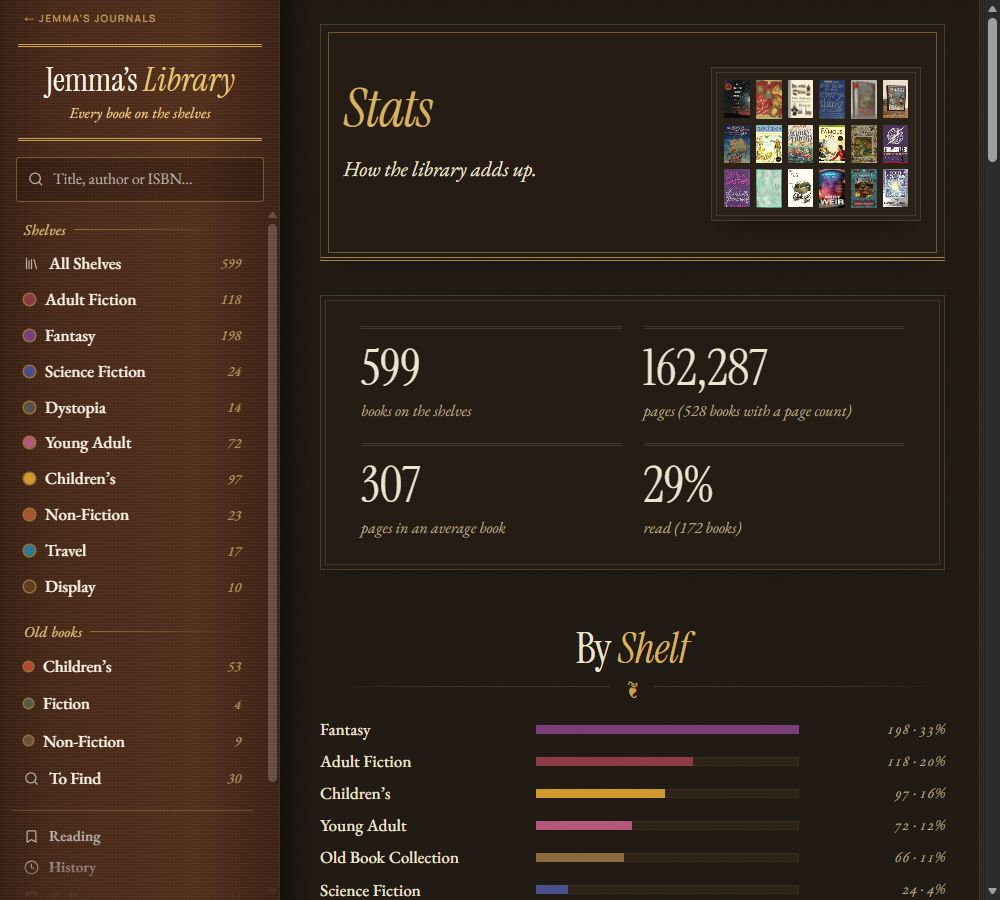 ← JEMMA'S JOURNALS
Jemma's Library
Every book on the shelves
Title, author or ISBN...
Shelves
All Shelves 599
Adult Fiction 118
Fantasy 198
Science Fiction 24
Dystopia 14
Young Adult 72
Children's 97
Non-Fiction 23
Travel 17
Display 10
Old books
Children's 53
Fiction 4
Non-Fiction 9
To Find 30
Reading
History
Stats
How the library adds up.
FAMOUS
ANDY
WEIR
599
books on the shelves
162,287
pages (528 books with a page count)
307
pages in an average book
29%
read (172 books)
By Shelf
Fantasy 198 · 33%
Adult Fiction 118 · 20%
Children's 97 · 16%
Young Adult 72 · 12%
Old Book Collection 66 · 11%
Science Fiction 24 · 4%